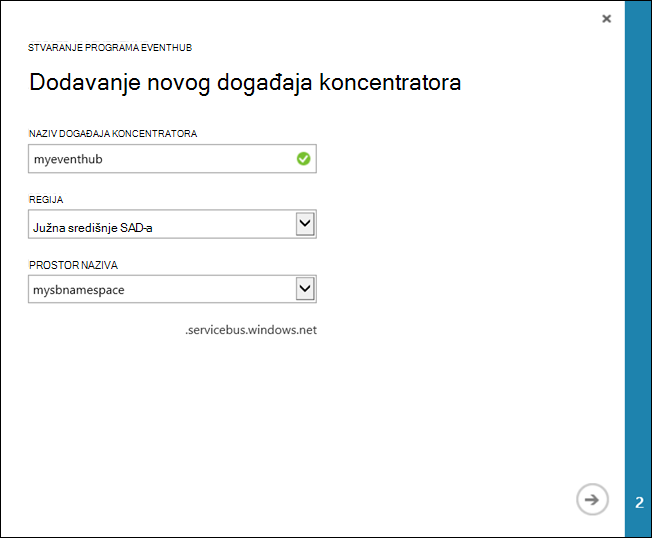 STVARANJE PROGRAMA EVENTHUB
Dodavanje novog događaja koncentratora
NAZIV DOGAĐAJA KONCENTRATORA
myeventhub
REGIJA
Južna središnje SAD-a
PROSTOR NAZIVA
mysbnamespace
.servicebus.windows.net
2